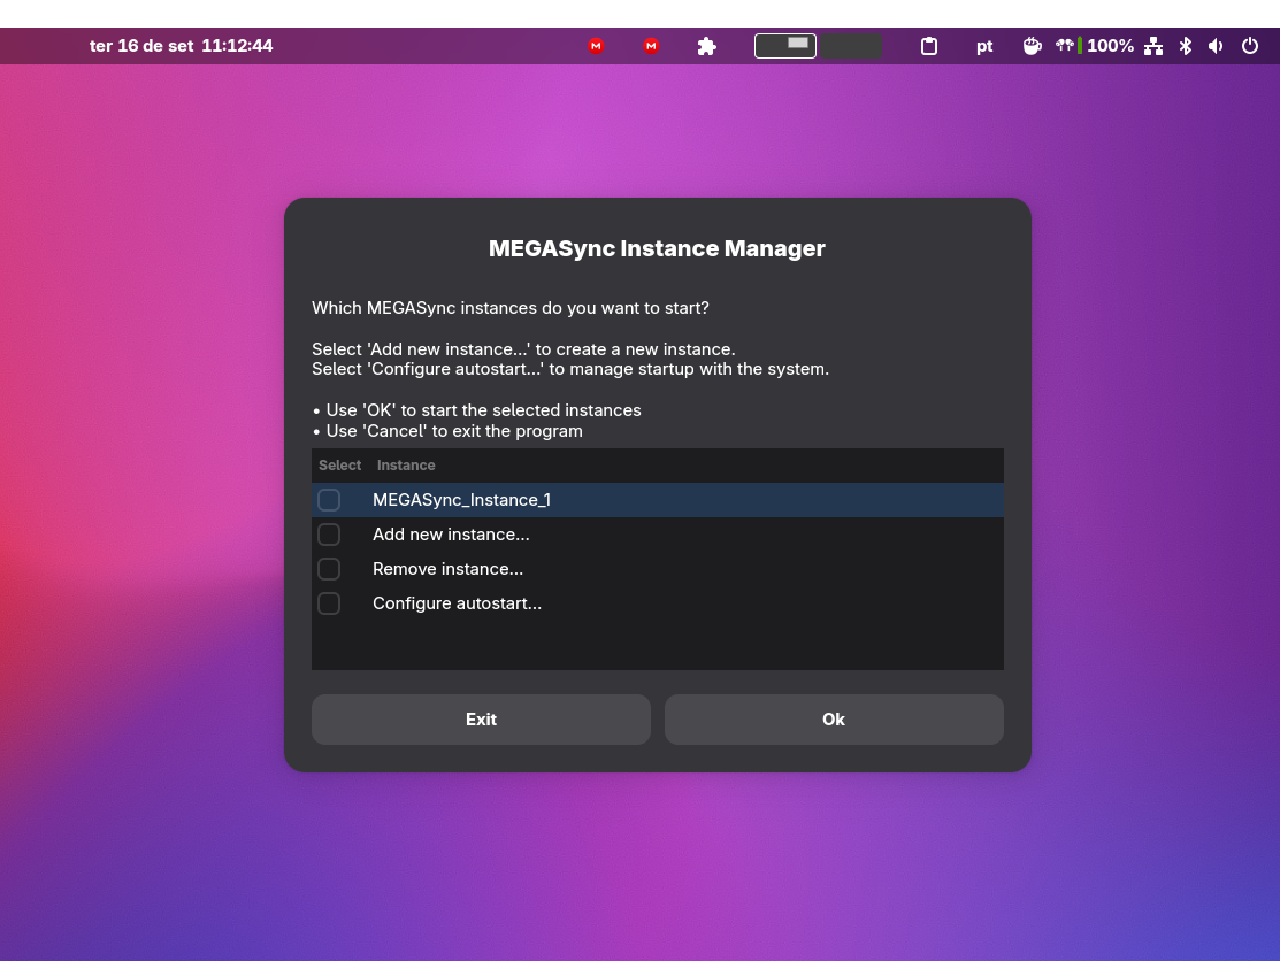 ter 16 de set 11:12:44
pt
100%
MEGASync Instance Manager
Which MEGASync instances do you want to start?
Select 'Add new instance...' to create a new instance.
Select 'Configure autostart...' to manage startup with the system.
• Use 'OK' to start the selected instances
• Use 'Cancel' to exit the program
Select Instance
MEGASync_Instance_1
Add new instance...
Remove instance...
Configure autostart...
Exit
Ok